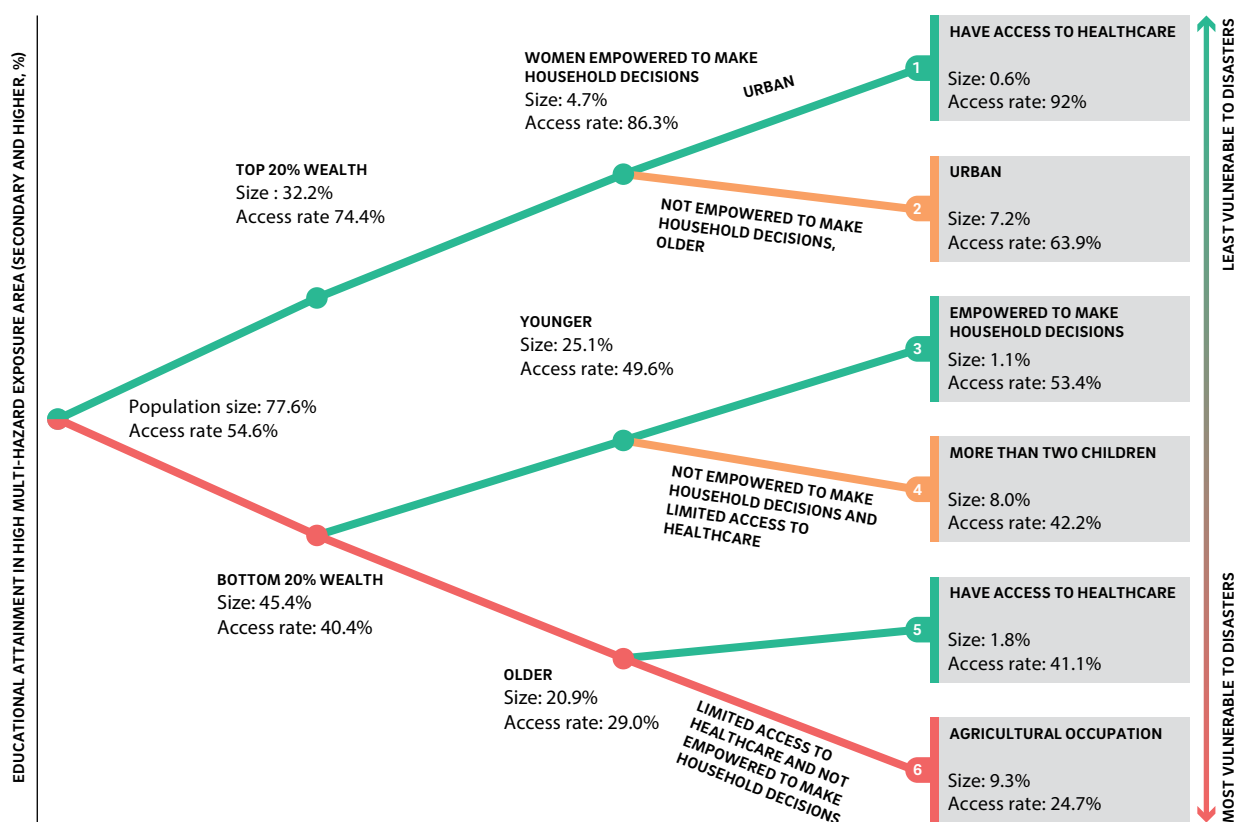 EDUCATIONAL ATTAINMENT IN HIGH MULTI-HAZARD EXPOSURE AREA (SECONDARY AND HIGHER, %)
Population size: 77.6%
Access rate 54.6%
TOP 20% WEALTH
Size : 32.2%
Access rate 74.4%
BOTTOM 20% WEALTH
Size: 45.4%
Access rate: 40.4%
WOMEN EMPOWERED TO MAKE
HOUSEHOLD DECISIONS
Size: 4.7%
Access rate: 86.3%
URBAN
NOT EMPOWERED TO MAKE
HOUSEHOLD DECISIONS,
OLDER
YOUNGER
Size: 25.1%
Access rate: 49.6%
NOT EMPOWERED TO MAKE
HOUSEHOLD DECISIONS AND
LIMITED ACCESS TO
HEALTHCARE
OLDER
Size: 20.9%
Access rate: 29.0%
LIMITED ACCESS TO
HEALTHCARE AND NOT
EMPOWERED TO MAKE
HOUSEHOLD DECISIONS
1
HAVE ACCESS TO HEALTHCARE
Size: 0.6%
Access rate: 92%
2
URBAN
Size: 7.2%
Access rate: 63.9%
3
EMPOWERED TO MAKE
HOUSEHOLD DECISIONS
Size: 1.1%
Access rate: 53.4%
4
MORE THAN TWO CHILDREN
Size: 8.0%
Access rate: 42.2%
5
HAVE ACCESS TO HEALTHCARE
Size: 1.8%
Access rate: 41.1%
6
AGRICULTURAL OCCUPATION
Size: 9.3%
Access rate: 24.7%
LEAST VULNERABLE TO DISASTERS
MOST VULNERABLE TO DISASTERS